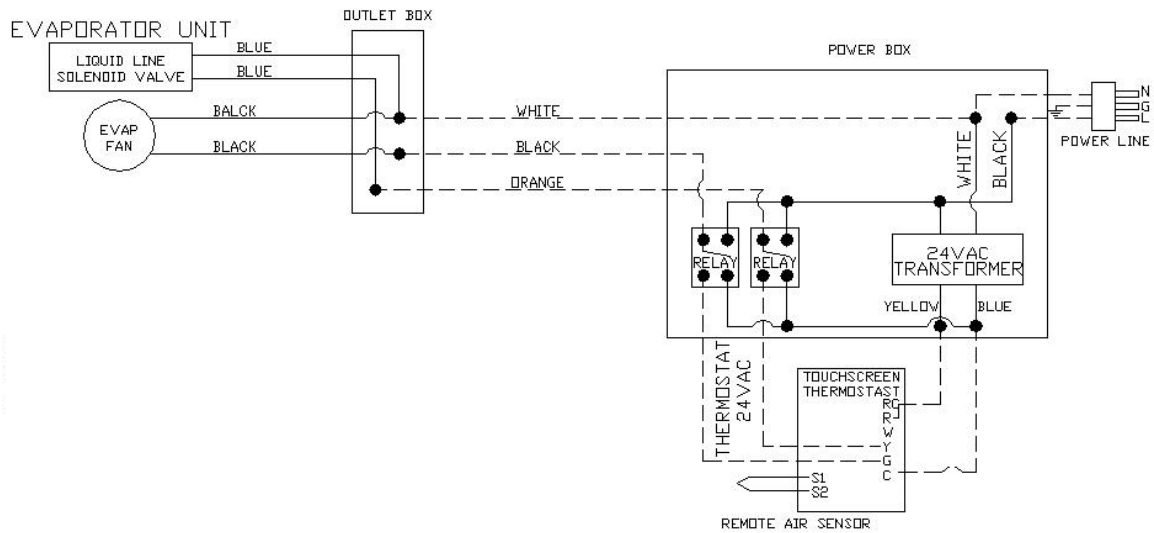 OUTLET BOX
EVAPORATOR UNIT
POWER BOX
BLUE
LIQUID LINE
SOLENOID VALVE
BLUE
BALCK
WHITE
EVAP
FAN
BLACK
BLACK
ORANGE
N
G
L
POWER LINE
WHITE
BLACK
RELAY
RELAY
24VAC
TRANSFORMER
YELLOW
BLUE
THERMOSTAT
24VAC
TOUCHSCREEN
THERMOSTAST
RC
R
W
Y
G
C
S1
S2
REMOTE AIR SENSOR